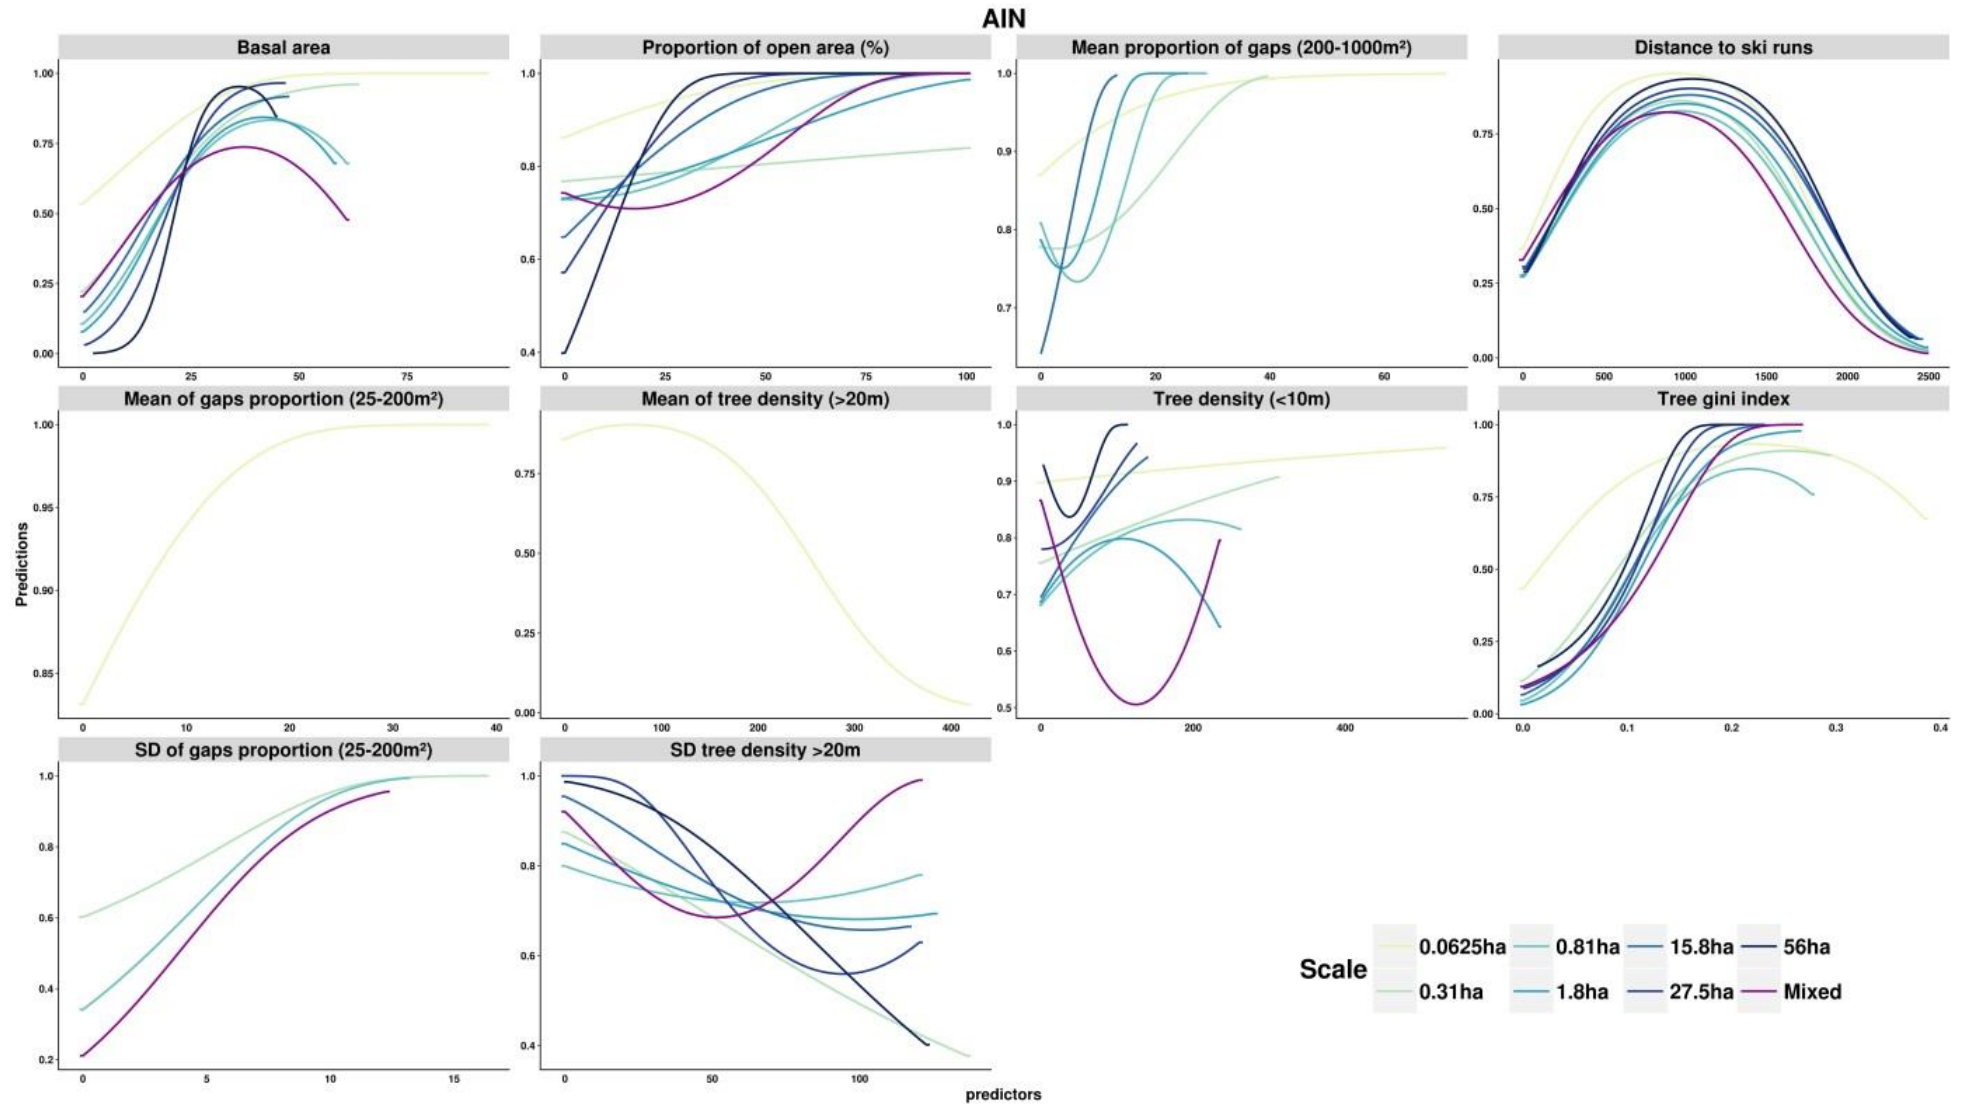 AIN
Basal area
Proportion of open area (%)
Mean proportion of gaps (200-1000m²)
Distance to ski runs
1.00
0.75
0.50
0.25
0.00
0 25 50 75
1.0
0.8
0.6
0.4
0 25 50 75 100
1.0
0.9
0.8
0.7
0 20 40 60
0.75
0.50
0.25
0.00
0 500 1000 1500 2000 2500
Mean of gaps proportion (25-200m²)
Mean of tree density (>20m)
Tree density (<10m)
Tree gini index
Predictions
1.00
0.95
0.90
0.85
0 10 20 30 40
0.75
0.50
0.25
0.00
0 100 200 300 400
1.0
0.9
0.8
0.7
0.6
0.5
0 200 400
1.00
0.75
0.50
0.25
0.00
0.0 0.1 0.2 0.3 0.4
SD of gaps proportion (25-200m²)
SD tree density >20m
1.0
0.8
0.6
0.4
0.2
0 5 10 15
1.0
0.8
0.6
0.4
0 50 100
predictors
Scale
0.0625ha 0.81ha 15.8ha 56ha
0.31ha 1.8ha 27.5ha Mixed